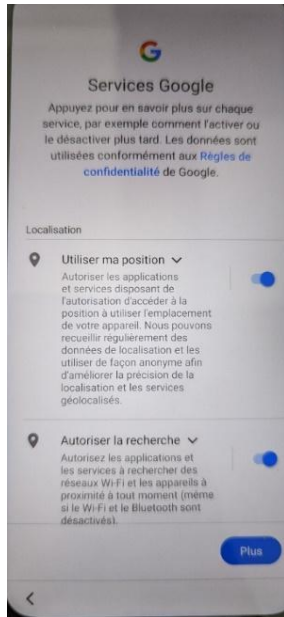 Services Google
Appuyez pour en savoir plus sur chaque
service, par exemple comment l'activer ou
le désactiver plus tard. Les données sont
utilisées conformément aux Règles de
confidentialité de Google.
Localisation
Utiliser ma position
Autoriser les applications
et services disposant de
l'autorisation d'accéder à la
position à utiliser l'emplacement
de votre appareil. Nous pouvons
recueillir régulièrement des
données de localisation et les
utiliser de façon anonyme afin
d'améliorer la précision de la
localisation et les services
géolocalisés.
Autoriser la recherche
Autorisez les applications et
les services à rechercher des
réseaux Wi-Fi et les appareils à
proximité à tout moment (même
si le Wi-Fi et le Bluetooth sont
désactivés).
Plus